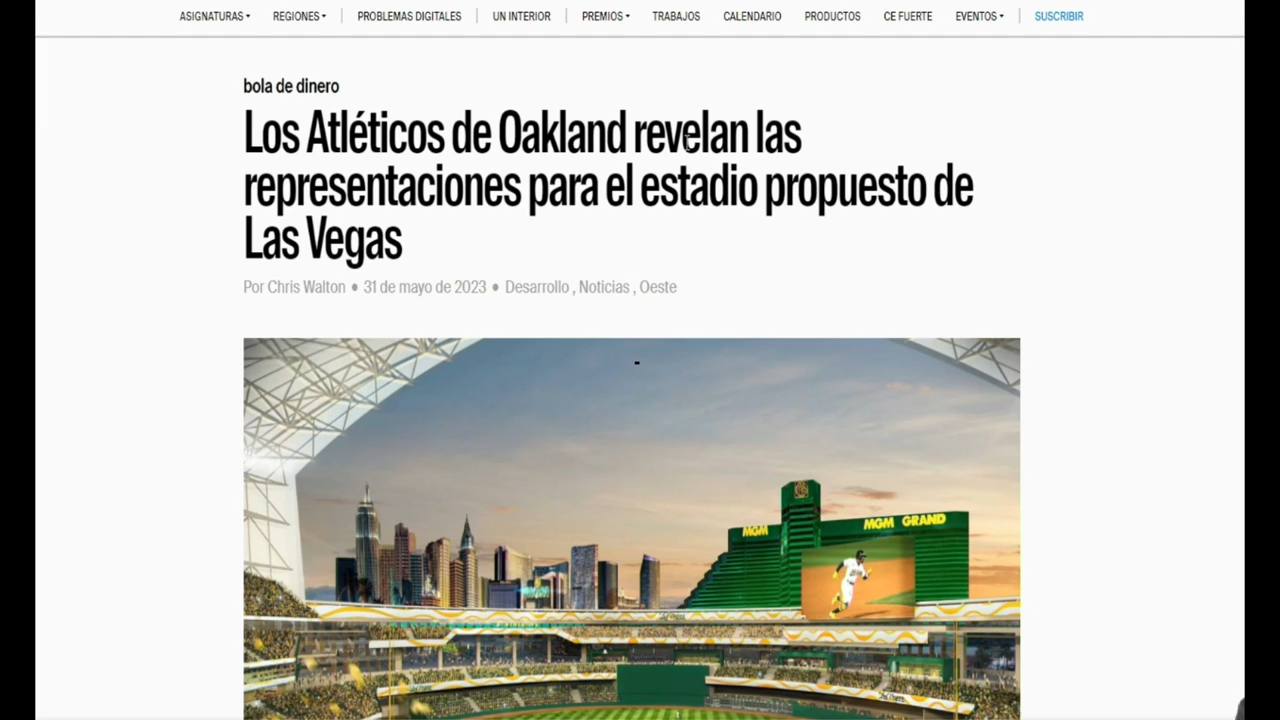 ASIGNATURAS REGIONES PROBLEMAS DIGITALES UN INTERIOR PREMIOS TRABAJOS CALENDARIO PRODUCTOS CE FUERTE EVENTOS SUSCRIBIR
bola de dinero
Los Atléticos de Oakland revelan las
representaciones para el estadio propuesto de
Las Vegas
Por Chris Walton • 31 de mayo de 2023 • Desarrollo , Noticias , Oeste
MGM MGM GRAND